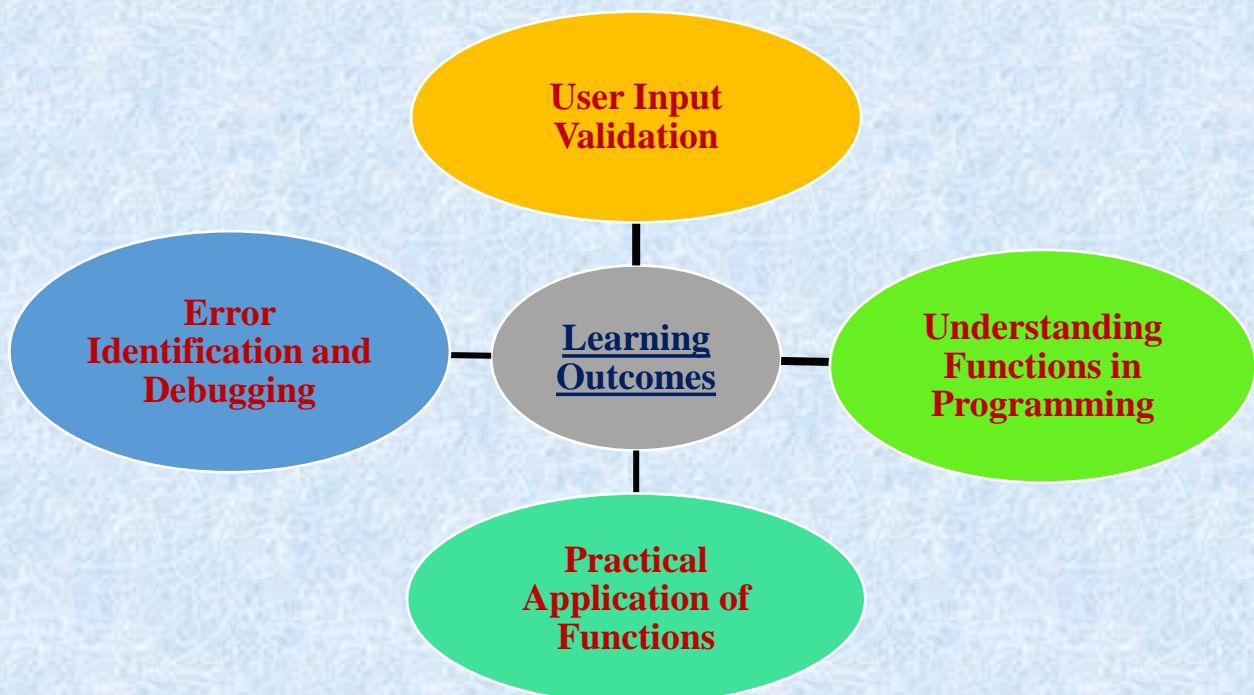 User Input
Validation
Error
Identification and
Debugging
Learning
Outcomes
Understanding
Functions in
Programming
Practical
Application of
Functions